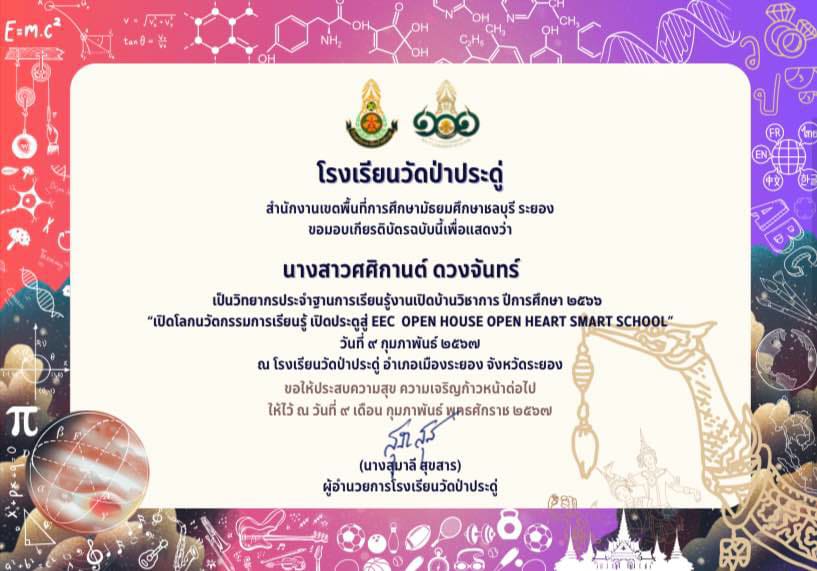 E=m.c²
NH₂
OH
HO
OH
C₂H₅
OH
CH
FR
ไทย
EN
中文
한글
ABC
π
โรงเรียนวัดป่าประดู่
สำนักงานเขตพื้นที่การศึกษามัธยมศึกษาชลบุรี ระยอง
ขอมอบเกียรติบัตรฉบับนี้เพื่อแสดงว่า
นางสาวศศิกานต์ ดวงจันทร์
เป็นวิทยากรประจำฐานการเรียนรู้งานเปิดบ้านวิชาการ ปีการศึกษา ๒๕๖๖
“เปิดโลกนวัตกรรมการเรียนรู้ เปิดประตูสู่ EEC OPEN HOUSE OPEN HEART SMART SCHOOL”
วันที่ ๙ กุมภาพันธ์ ๒๕๖๗
ณ โรงเรียนวัดป่าประดู่ อำเภอเมืองระยอง จังหวัดระยอง
ขอให้ประสบความสุข ความเจริญก้าวหน้าต่อไป
ให้ไว้ ณ วันที่ ๙ เดือน กุมภาพันธ์ พุทธศักราช ๒๕๖๗
(นางสุมาลี สุขสาร)
ผู้อำนวยการโรงเรียนวัดป่าประดู่